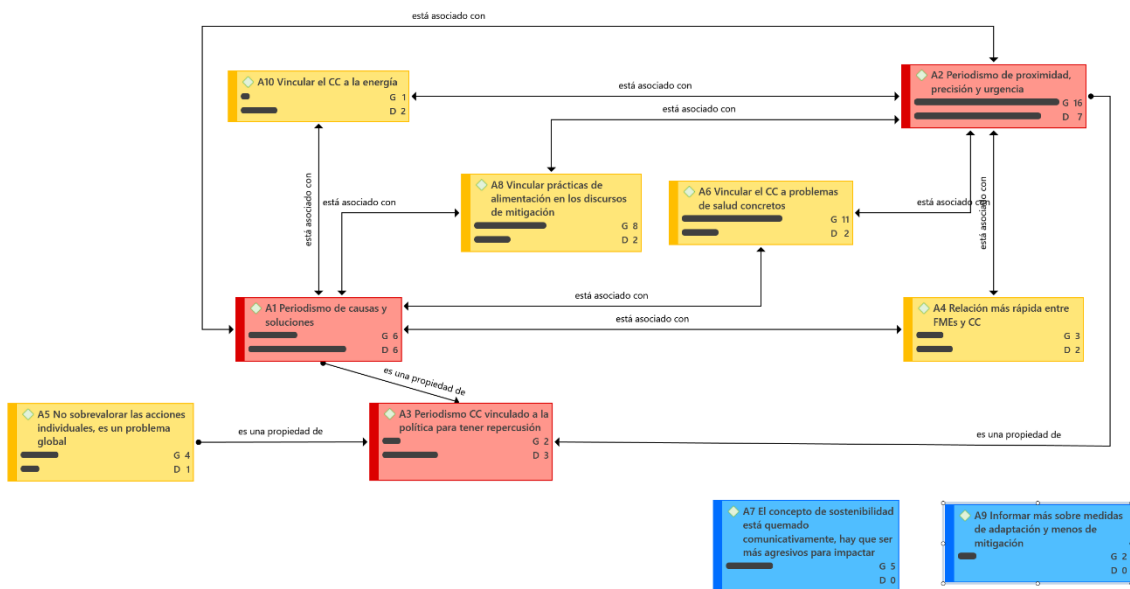 está asociado con
A10 Vincular el CC a la energía
G 1
D 2
está asociado con
A2 Periodismo de proximidad,
precisión y urgencia
G 16
D 7
está asociado con
A8 Vincular prácticas de
alimentación en los discursos
de mitigación
G 8
D 2
A6 Vincular el CC a problemas
de salud concretos
G 11
D 2
está asociado con
está asociado con
está asociado con
está asociado con
está asociado con
A1 Periodismo de causas y
soluciones
G 6
D 6
está asociado con
A4 Relación más rápida entre
FMEs y CC
G 3
D 2
es una propiedad de
A5 No sobrevalorar las acciones
individuales, es un problema
global
G 4
D 1
es una propiedad de
A3 Periodismo CC vinculado a la
política para tener repercusión
G 2
D 3
es una propiedad de
A7 El concepto de sostenibilidad
está quemado
comunicativamente, hay que ser
más agresivos para impactar
G 5
D 0
A9 Informar más sobre medidas
de adaptación y menos de
mitigación
G 2
D 0